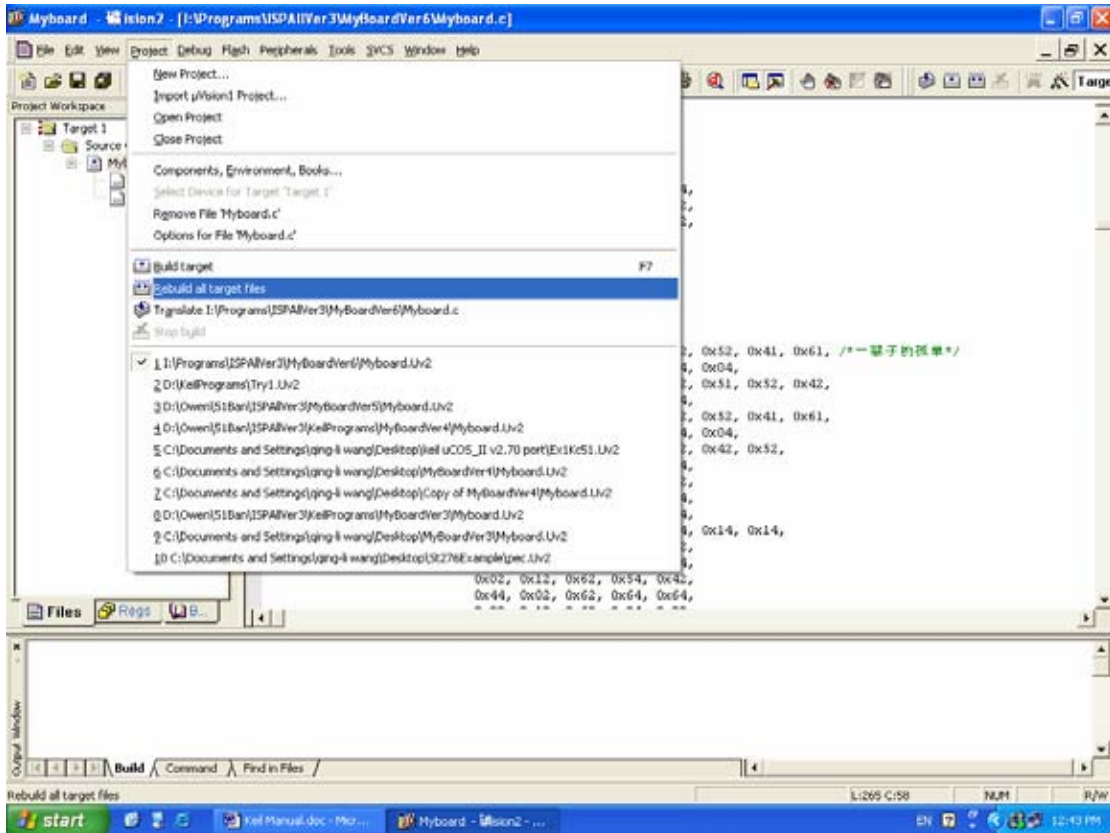 Myboard - µVision2 - [I:\Programs\ISPAllVer3\MyBoardVer6\Myboard.c]
File Edit View Project Debug Flash Peripherals Tools SVCS Window Help
Targe
Project Workspace
Target 1
Source
Myb
New Project...
Import µVision1 Project...
Open Project
Close Project
Components, Environment, Books...
Select Device for Target 'Target 1'
Remove File 'Myboard.c'
Options for File 'Myboard.c'
Build target F7
Rebuild all target files
Translate I:\Programs\ISPAllVer3\MyBoardVer6\Myboard.c
Stop build
1 I:\Programs\ISPAllVer3\MyBoardVer6\Myboard.Uv2
2 D:\KeilPrograms\Try1.Uv2
3 D:\Owen\51Ban\ISPAllVer3\MyBoardVer5\Myboard.Uv2
4 D:\Owen\51Ban\ISPAllVer3\KeilPrograms\MyBoardVer4\Myboard.Uv2
5 C:\Documents and Settings\qing-li wang\Desktop\keil uCOS_II v2.70 port\Ex1Kc51.Uv2
6 C:\Documents and Settings\qing-li wang\Desktop\MyBoardVer4\Myboard.Uv2
7 C:\Documents and Settings\qing-li wang\Desktop\Copy of MyBoardVer4\Myboard.Uv2
8 D:\Owen\51Ban\ISPAllVer3\KeilPrograms\MyBoardVer3\Myboard.Uv2
9 C:\Documents and Settings\qing-li wang\Desktop\MyBoardVer3\Myboard.Uv2
10 C:\Documents and Settings\qing-li wang\Desktop\St276Example\pec.Uv2
0x52, 0x41, 0x61, /*一辈子的孤单*/
0x04,
0x51, 0x52, 0x42,
0x52, 0x41, 0x61,
0x04,
0x42, 0x52,
0x14, 0x14,
0x02, 0x12, 0x62, 0x54, 0x42,
0x44, 0x02, 0x62, 0x64, 0x64,
Files Regs B...
Output Window
Build Command Find in Files
Rebuild all target files L:265 C:58 NUM R/W
start Keil Manual.doc - Micr... Myboard - µVision2 - ... EN 12:43 PM